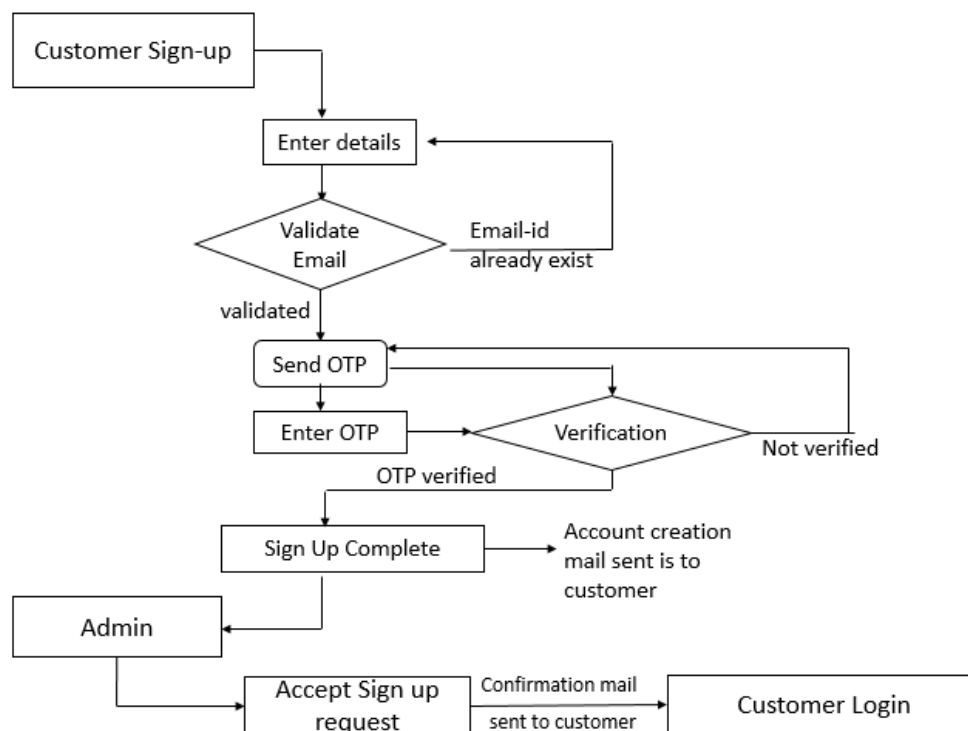 Customer Sign-up
Enter details
Validate
Email
Email-id
already exist
validated
Send OTP
Enter OTP
Verification
Not verified
OTP verified
Sign Up Complete
Account creation
mail sent is to
customer
Admin
Accept Sign up
request
Confirmation mail
sent to customer
Customer Login